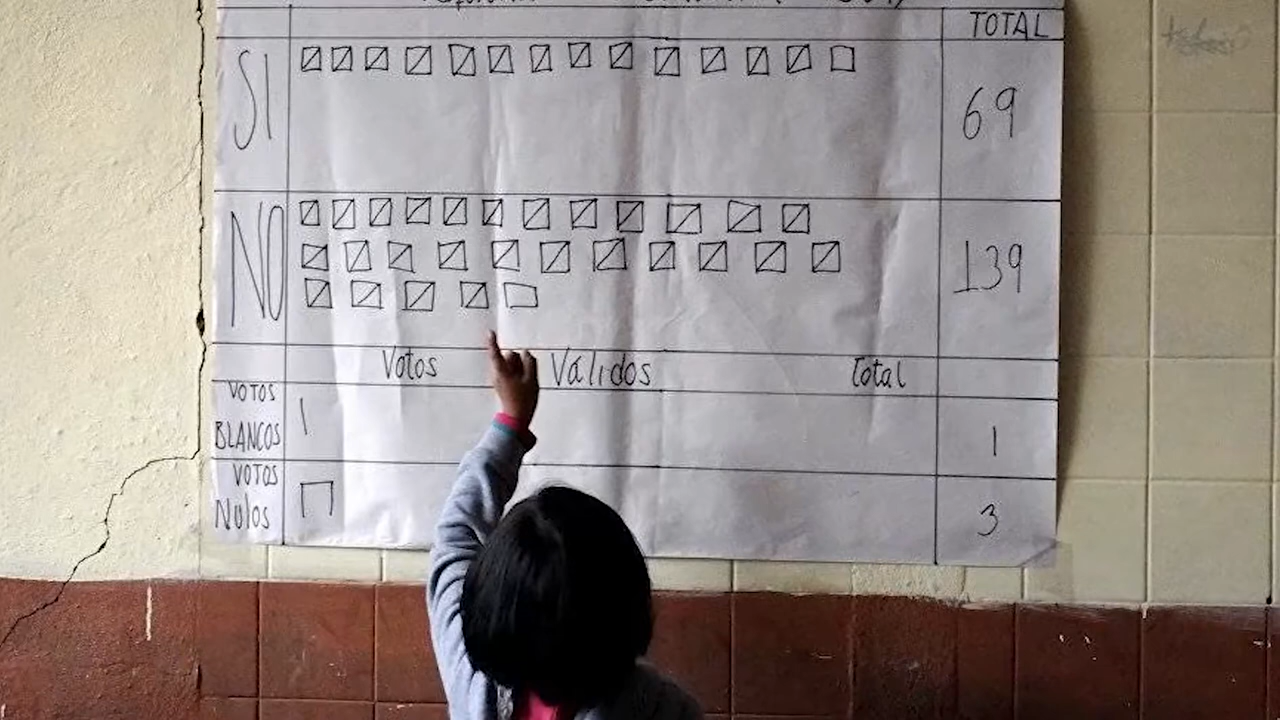 TOTAL
SI 69
NO 139
Votos Válidos Total
VOTOS
BLANCOS 1
VOTOS
NULOS 3